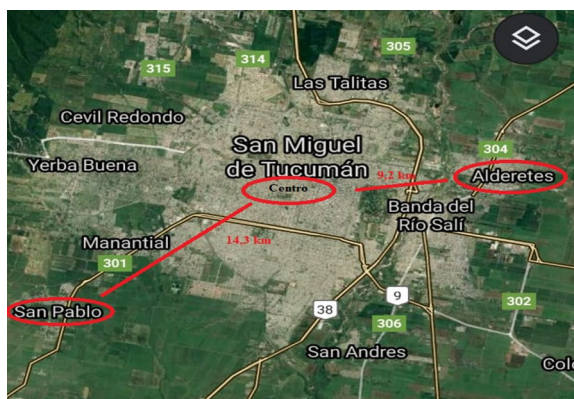 305
314
315
Las Talitas
Cevil Redondo
San Miguel
de Tucumán
304
Yerba Buena
9,2 km
Alderetes
Centro
Banda del
Río Salí
Manantial
14,3 km
301
San Pablo
9
302
38
306
San Andres
Colo